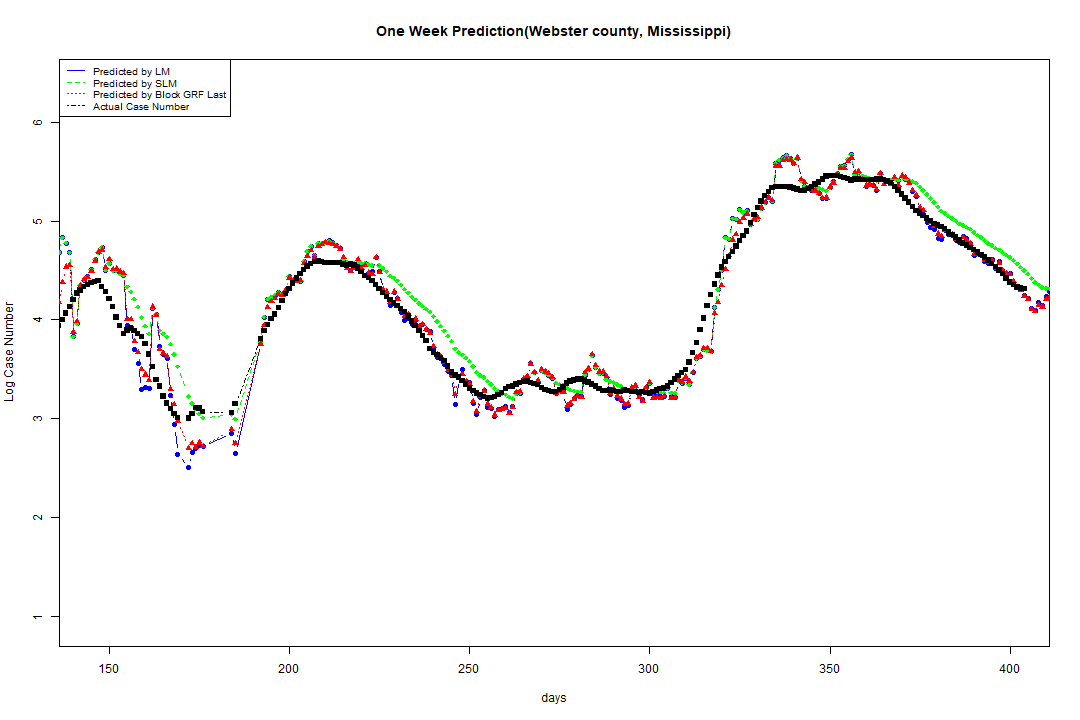 One Week Prediction(Webster county, Mississippi)
Predicted by LM
Predicted by SLM
Predicted by Block GRF Last
Actual Case Number
Log Case Number
6
5
4
3
2
1
150 200 250 300 350 400
days